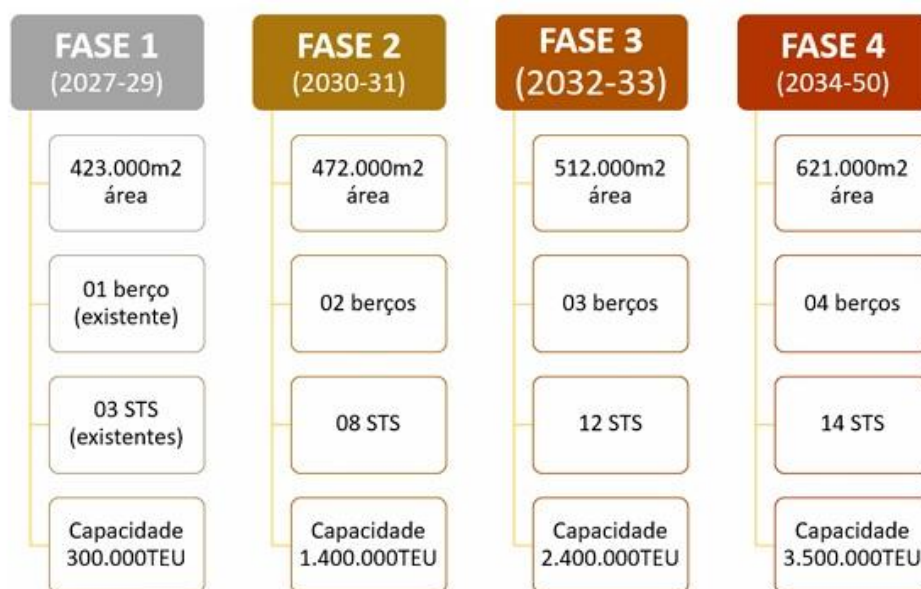 FASE 1
(2027-29)
423.000m2
área
01 berço
(existente)
03 STS
(existentes)
Capacidade
300.000TEU
FASE 2
(2030-31)
472.000m2
área
02 berços
08 STS
Capacidade
1.400.000TEU
FASE 3
(2032-33)
512.000m2
área
03 berços
12 STS
Capacidade
2.400.000TEU
FASE 4
(2034-50)
621.000m2
área
04 berços
14 STS
Capacidade
3.500.000TEU